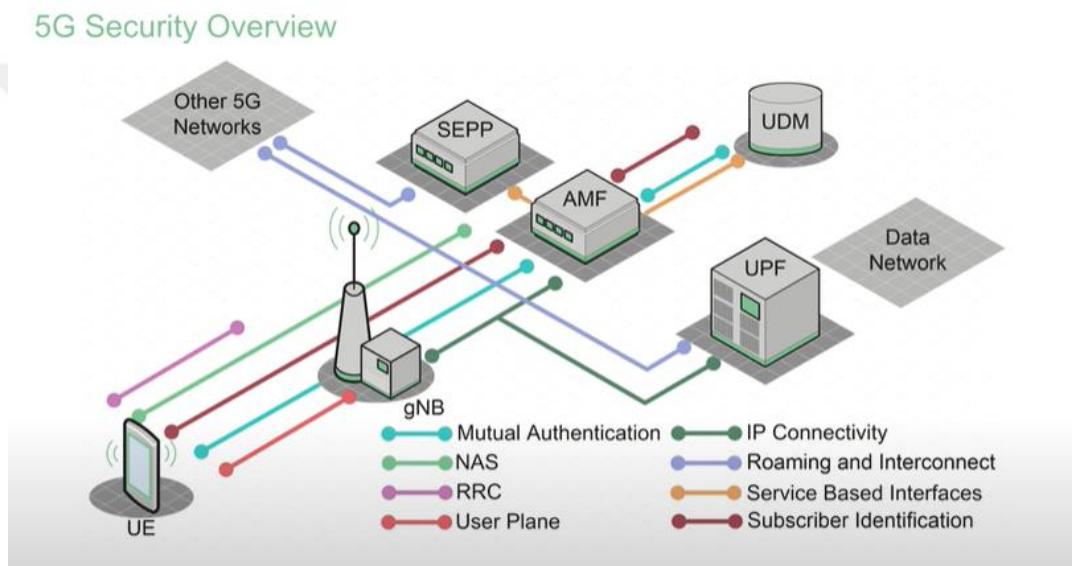 5G Security Overview
Other 5G
Networks
SEPP
UDM
AMF
Data
Network
UPF
gNB
UE
Mutual Authentication
NAS
RRC
User Plane
IP Connectivity
Roaming and Interconnect
Service Based Interfaces
Subscriber Identification